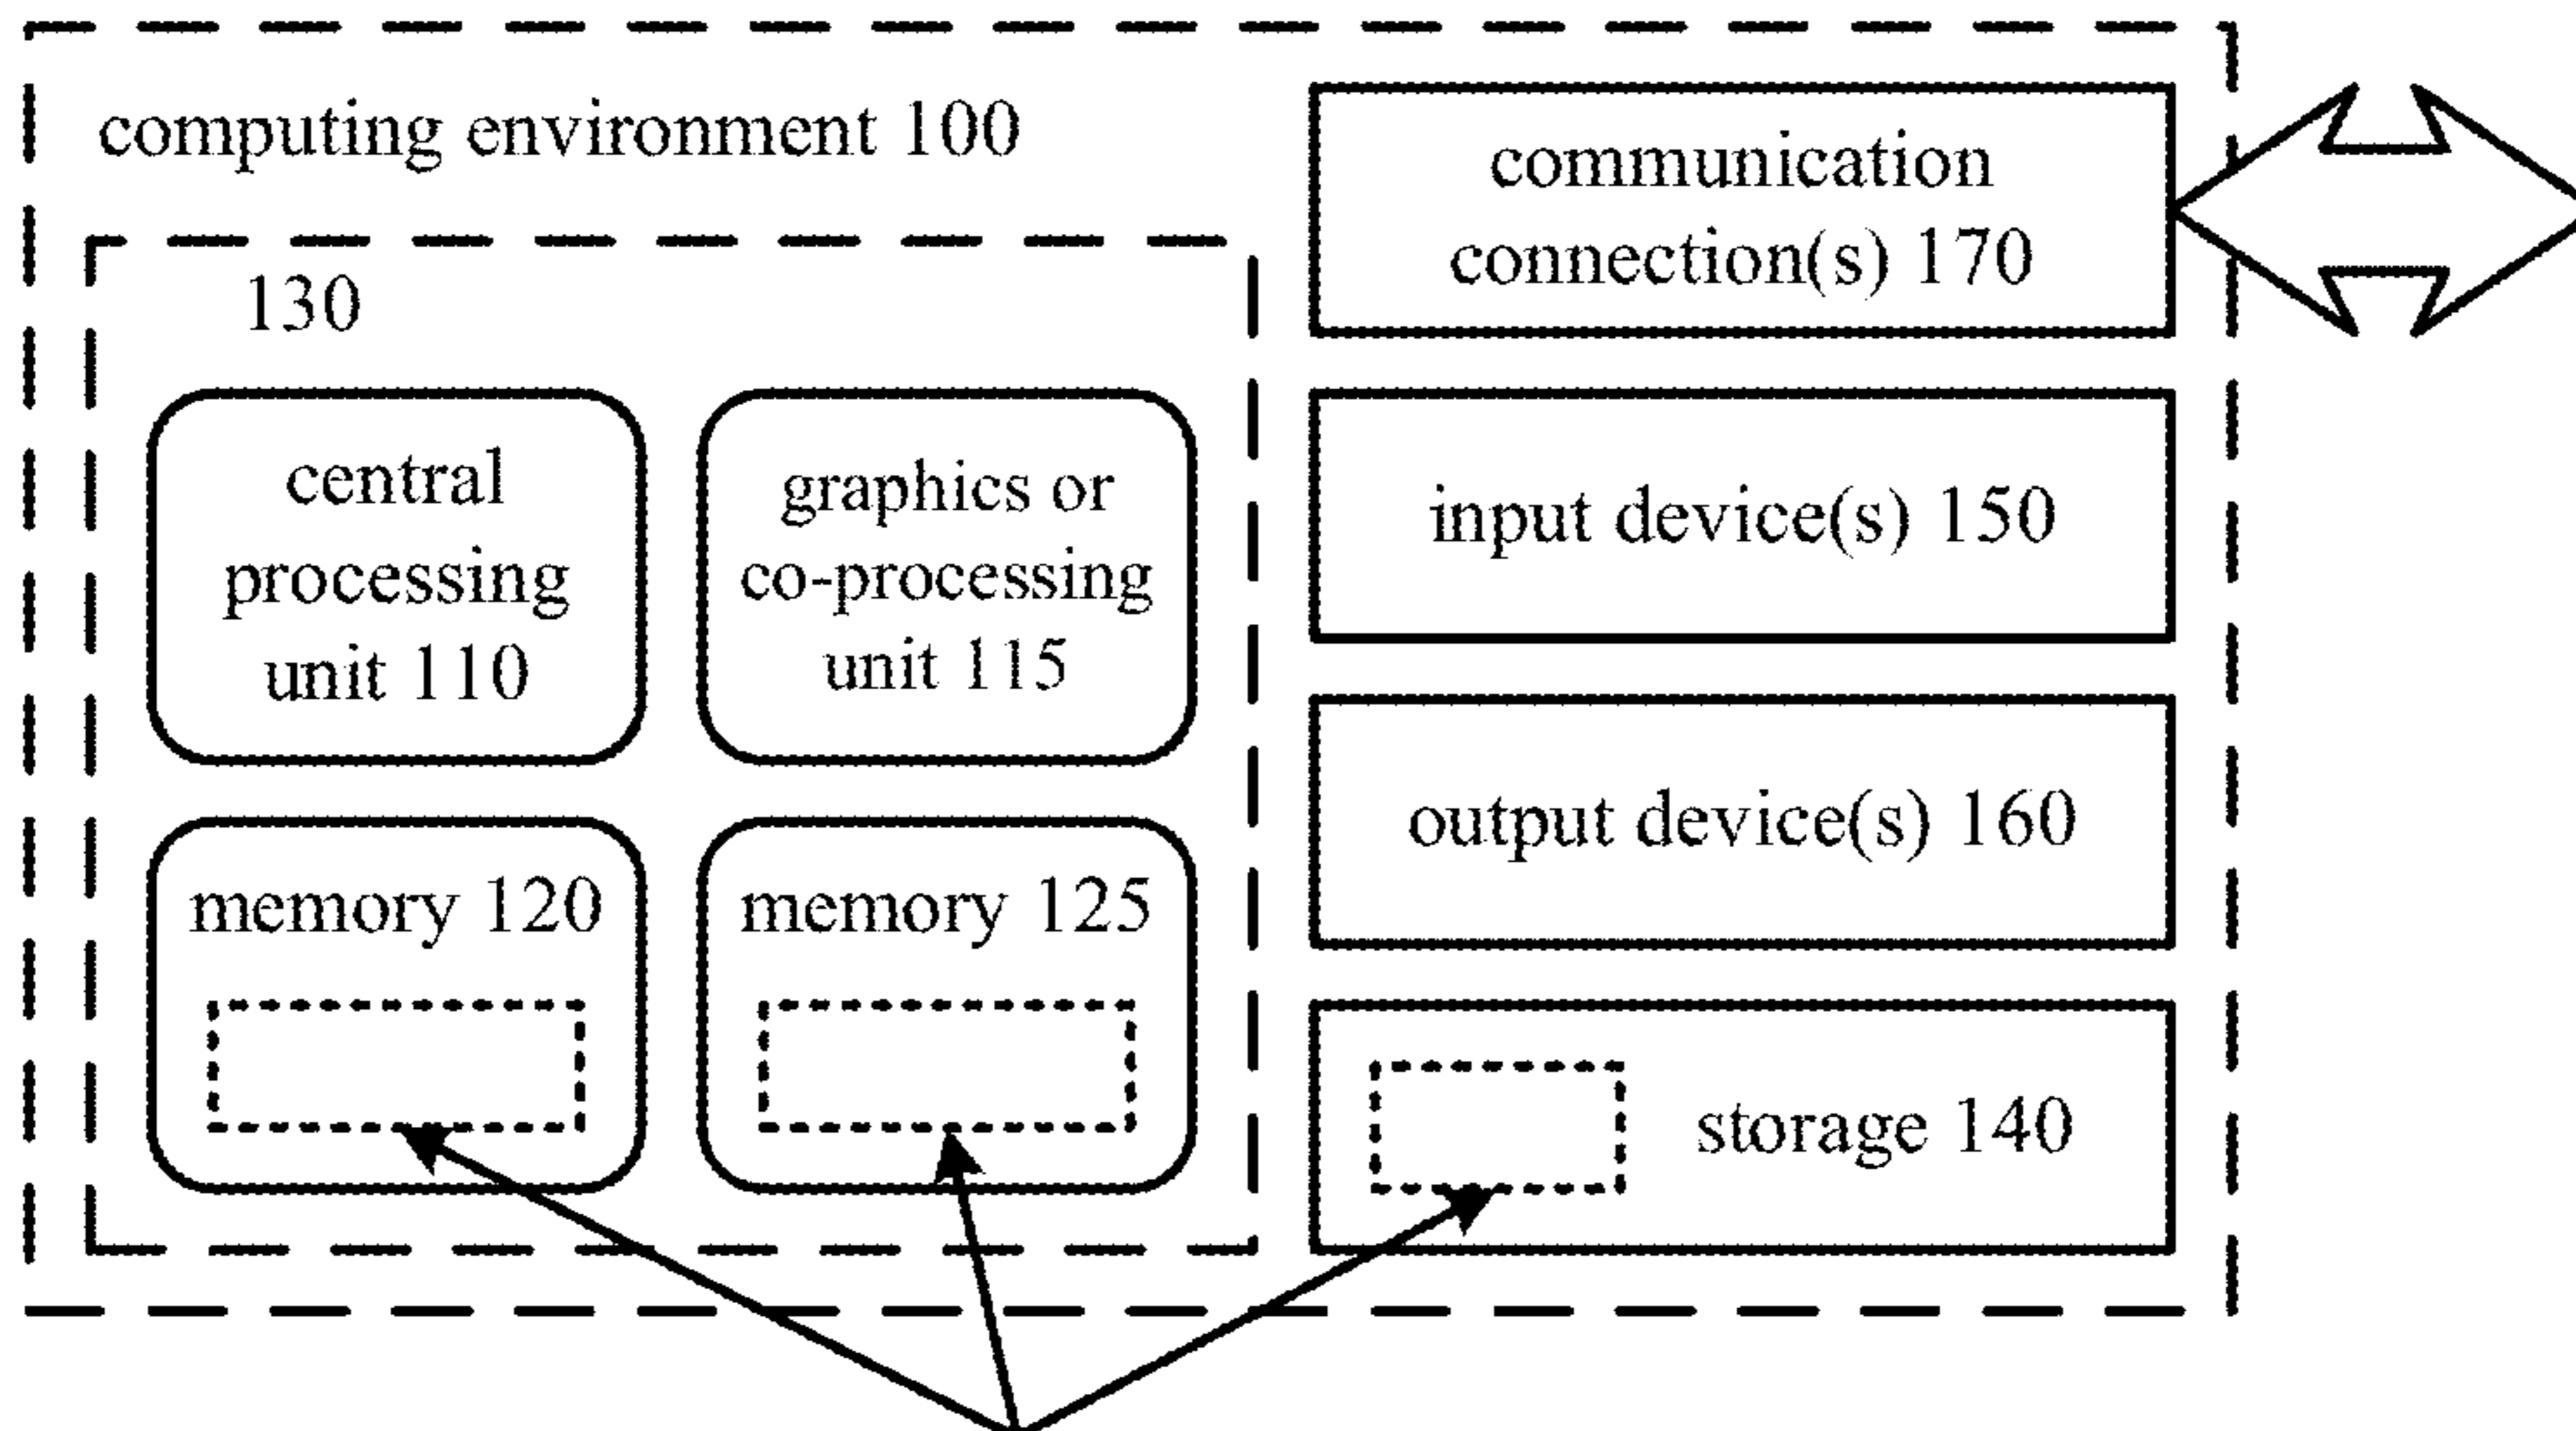 computing environment 100
130
central
processing
unit 110
graphics or
co-processing
unit 115
memory 120
memory 125
communication
connection(s) 170
input device(s) 150
output device(s) 160
storage 140